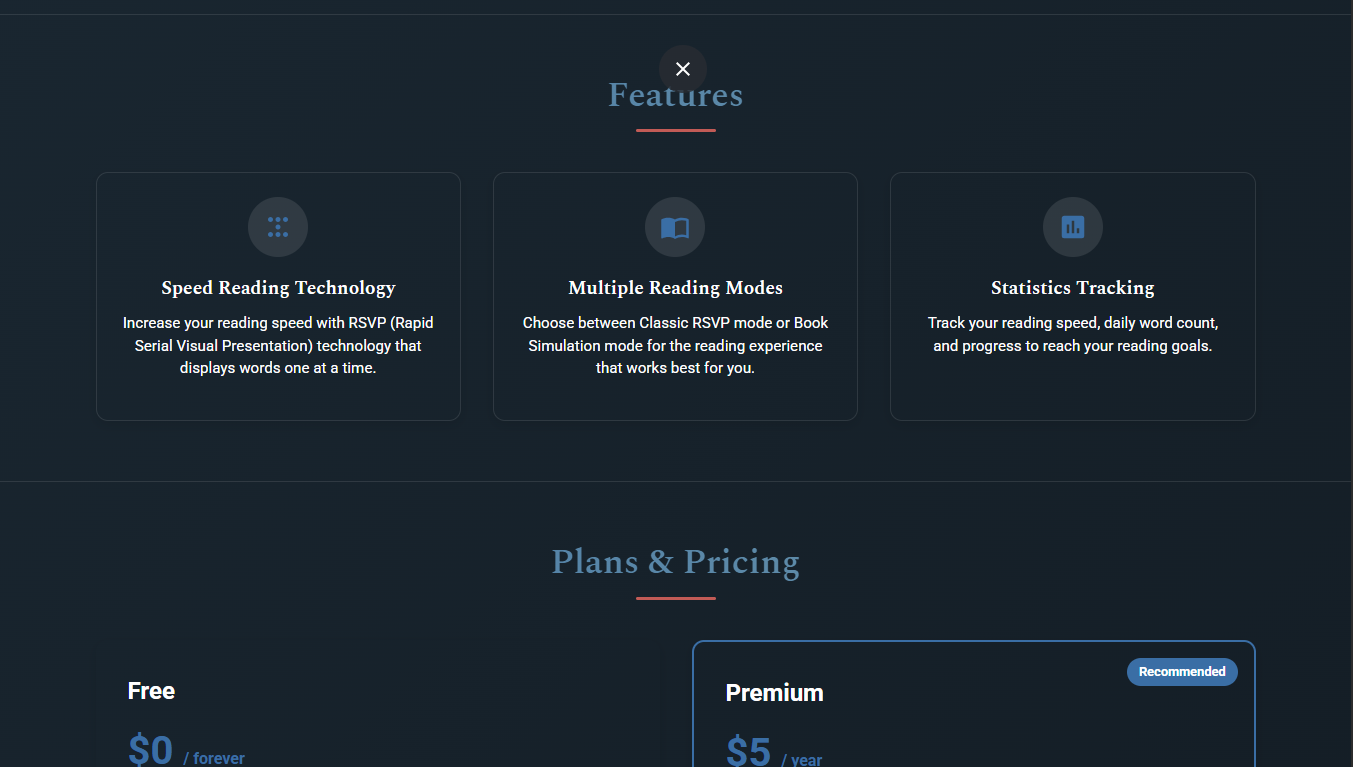 Features
Speed Reading Technology
Increase your reading speed with RSVP (Rapid
Serial Visual Presentation) technology that
displays words one at a time.
Multiple Reading Modes
Choose between Classic RSVP mode or Book
Simulation mode for the reading experience
that works best for you.
Statistics Tracking
Track your reading speed, daily word count,
and progress to reach your reading goals.
Plans & Pricing
Free
$0 / forever
Recommended
Premium
$5 / year